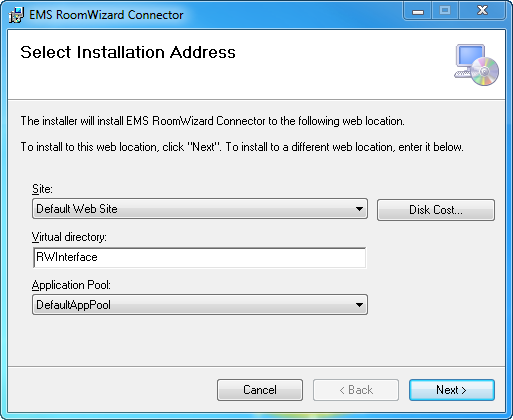 EMS RoomWizard Connector
Select Installation Address
The installer will install EMS RoomWizard Connector to the following web location.
To install to this web location, click "Next". To install to a different web location, enter it below.
Site:
Default Web Site
Disk Cost...
Virtual directory:
RWInterface
Application Pool:
DefaultAppPool
Cancel
< Back
Next >